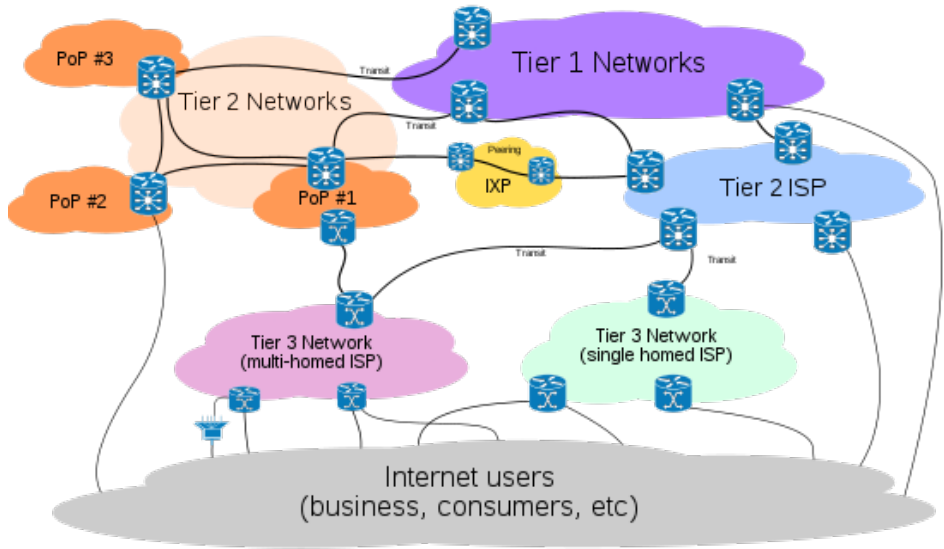 PoP #3
Tier 1 Networks
Transit
Tier 2 Networks
Transit
Peering
IXP
Tier 2 ISP
PoP #2
PoP #1
Transit
Transit
Tier 3 Network
(multi-homed ISP)
Tier 3 Network
(single homed ISP)
Internet users
(business, consumers, etc)